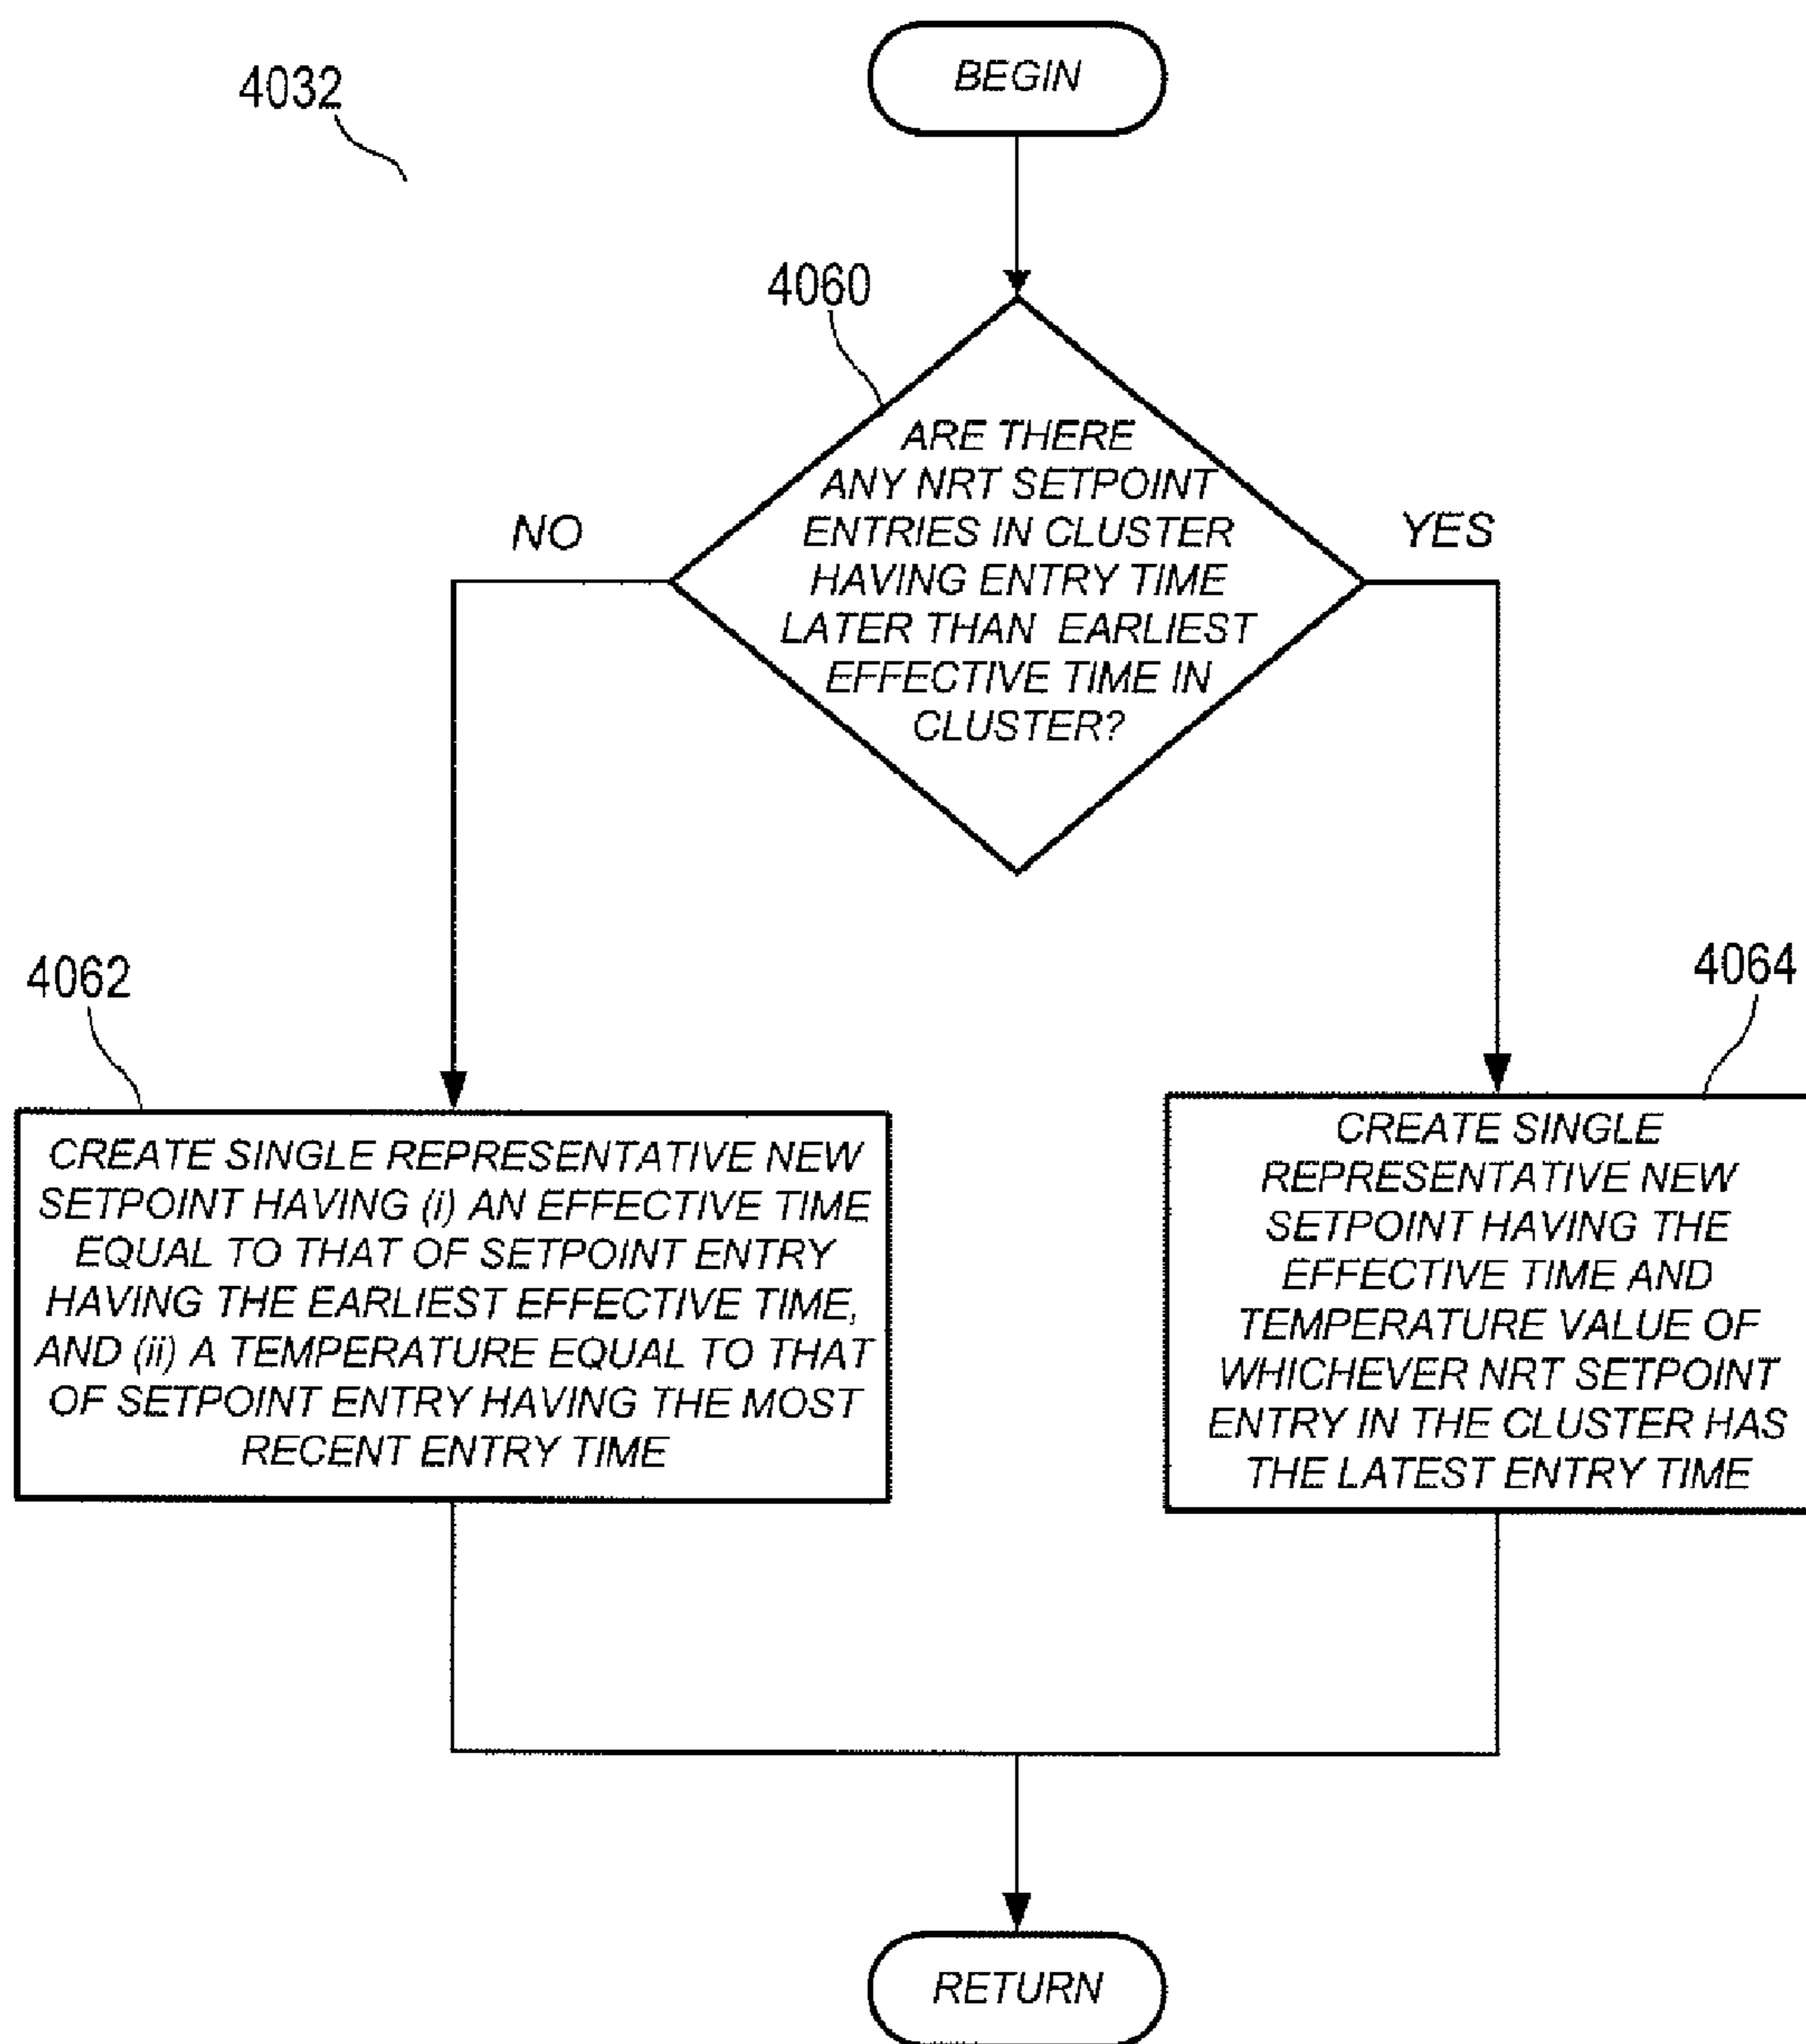 4032
BEGIN
4060
ARE THERE
ANY NRT SETPOINT
ENTRIES IN CLUSTER
HAVING ENTRY TIME
LATER THAN EARLIEST
EFFECTIVE TIME IN
CLUSTER?
NO
YES
4062
CREATE SINGLE REPRESENTATIVE NEW
SETPOINT HAVING (i) AN EFFECTIVE TIME
EQUAL TO THAT OF SETPOINT ENTRY
HAVING THE EARLIEST EFFECTIVE TIME,
AND (ii) A TEMPERATURE EQUAL TO THAT
OF SETPOINT ENTRY HAVING THE MOST
RECENT ENTRY TIME
4064
CREATE SINGLE
REPRESENTATIVE NEW
SETPOINT HAVING THE
EFFECTIVE TIME AND
TEMPERATURE VALUE OF
WHICHEVER NRT SETPOINT
ENTRY IN THE CLUSTER HAS
THE LATEST ENTRY TIME
RETURN